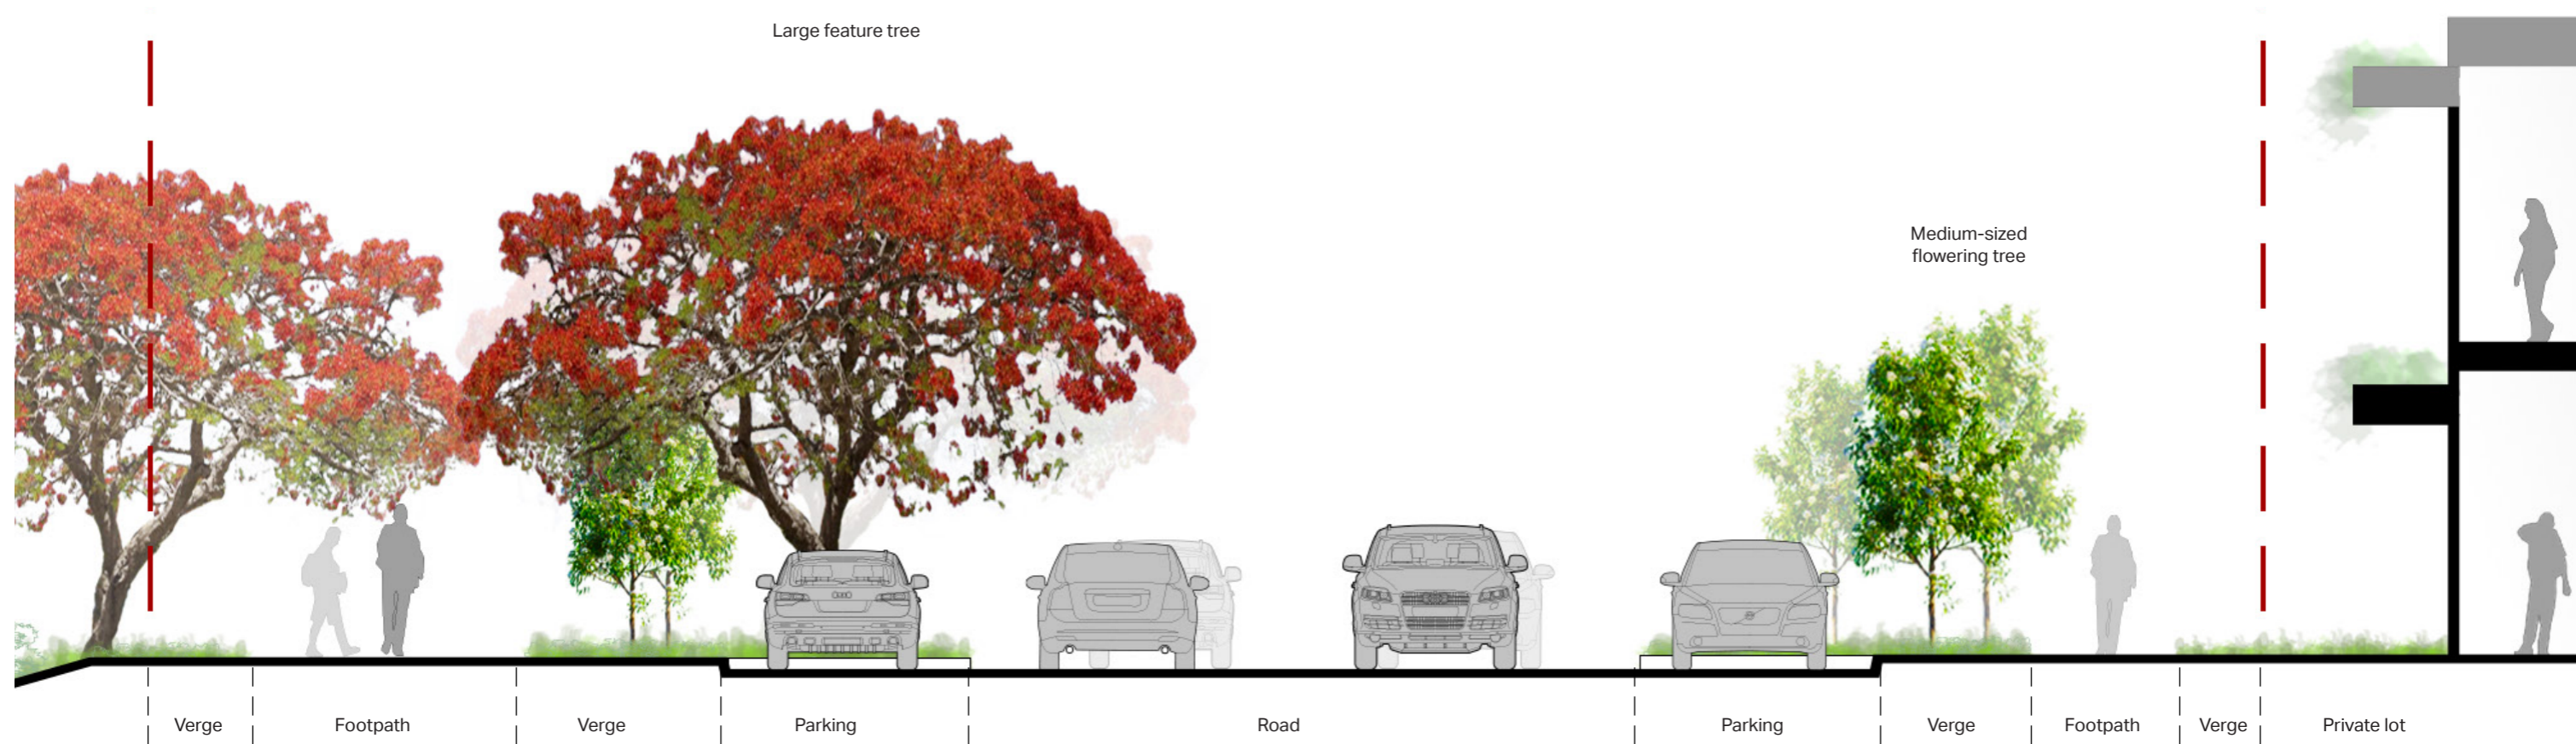 Large feature tree
Medium-sized
flowering tree
Verge
Footpath
Verge
Parking
Road
Parking
Verge
Footpath
Verge
Private lot